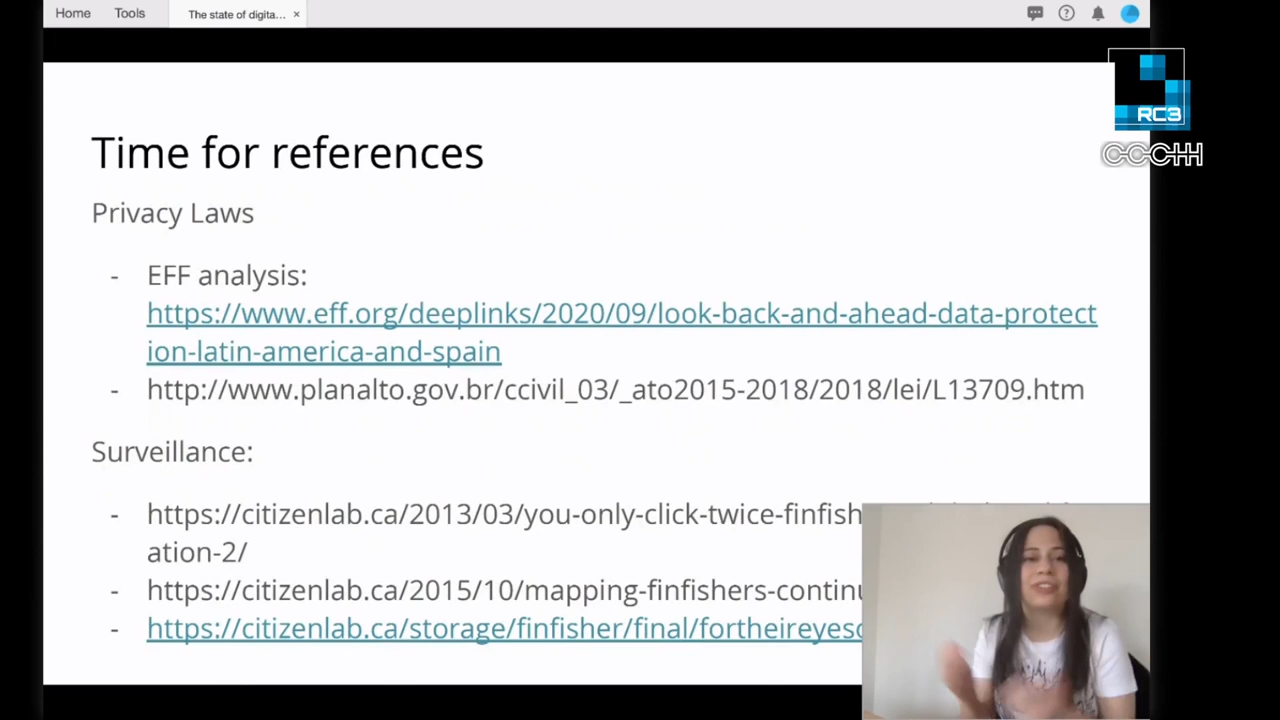 Home Tools The state of digita... ×
RC3
CCCHH
Time for references
Privacy Laws
- EFF analysis:
https://www.eff.org/deeplinks/2020/09/look-back-and-ahead-data-protect
ion-latin-america-and-spain
- http://www.planalto.gov.br/ccivil_03/_ato2015-2018/2018/lei/L13709.htm
Surveillance:
- https://citizenlab.ca/2013/03/you-only-click-twice-finfish
ation-2/
- https://citizenlab.ca/2015/10/mapping-finfishers-contin
- https://citizenlab.ca/storage/finfisher/final/fortheireyes